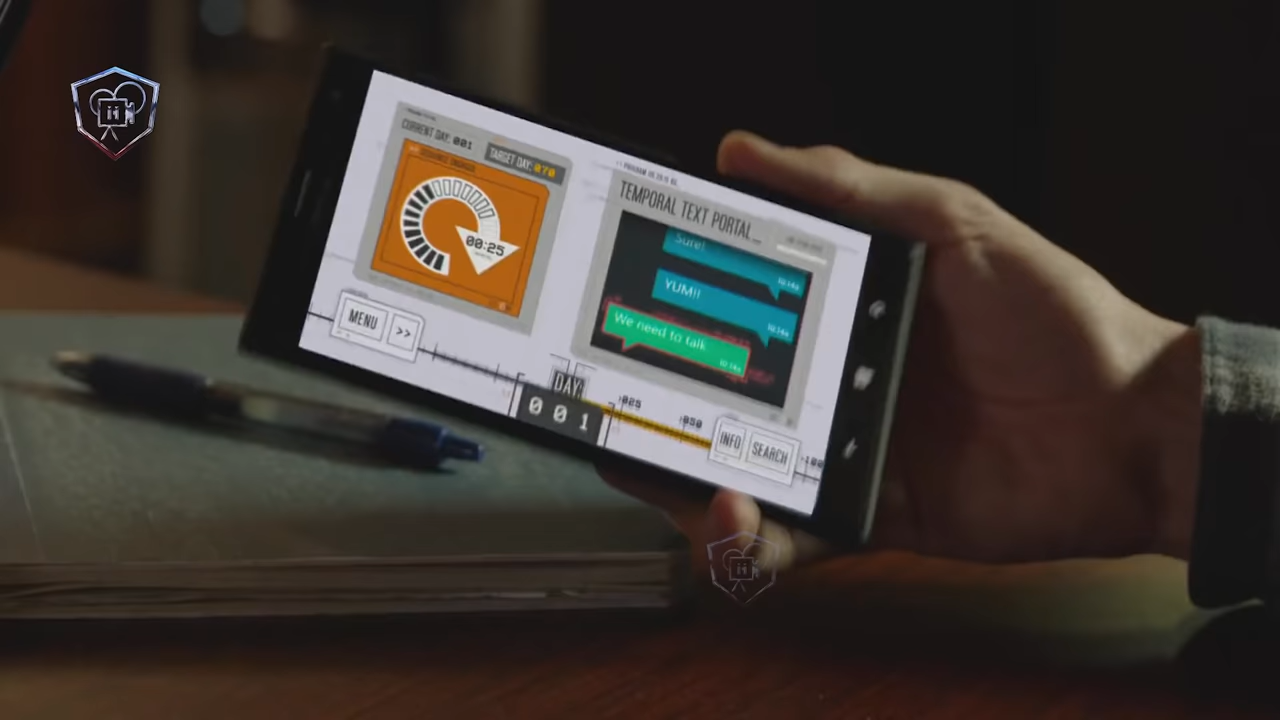 CURRENT DAY: 001
TARGET DAY: 070
00:25
MENU >>
TEMPORAL TEXT PORTAL...
Sure!
YUM!!
We need to talk
DAY:
001
:025
:050
INFO
SEARCH
:100